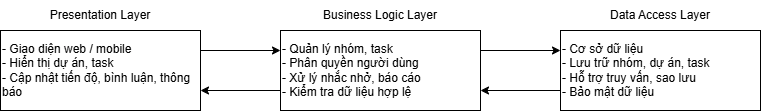 Presentation Layer
- Giao diện web / mobile
- Hiển thị dự án, task
- Cập nhật tiến độ, bình luận, thông
báo
Business Logic Layer
- Quản lý nhóm, task
- Phân quyền người dùng
- Xử lý nhắc nhở, báo cáo
- Kiểm tra dữ liệu hợp lệ
Data Access Layer
- Cơ sở dữ liệu
- Lưu trữ nhóm, dự án, task
- Hỗ trợ truy vấn, sao lưu
- Bảo mật dữ liệu